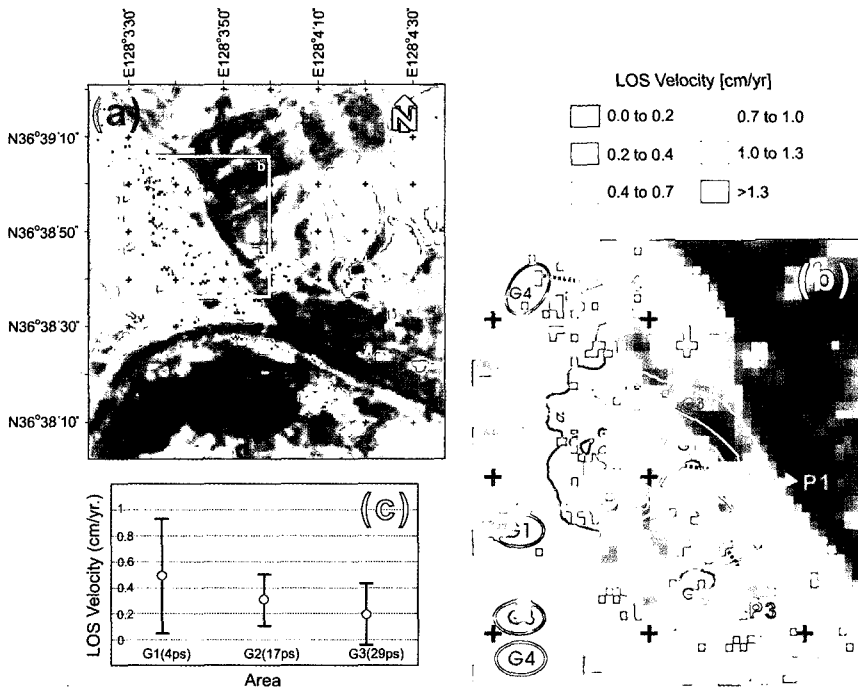 E128°3'30
E128°3'50
E128°4'10
E128°4'30
(a)
N
N36°39'10"
N36°38'50"
N36°38'30"
N36°38'10"
b
LOS Velocity [cm/yr]
0.0 to 0.2
0.7 to 1.0
0.2 to 0.4
1.0 to 1.3
0.4 to 0.7
>1.3
(b)
G4
G3
P1
G1
P3
G3
G4
(c)
LOS Velocity (cm/yr.)
1
0.8
0.6
0.4
0.2
0
G1(4ps)
G2(17ps)
G3(29ps)
Area